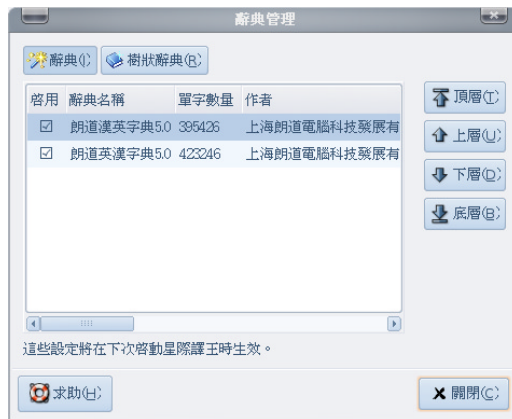 辭典管理
辭典(I) 樹狀辭典(R)
啓用 辭典名稱 單字數量 作者
朗道漢英字典5.0 395426 上海朗道電腦科技發展有
朗道英漢字典5.0 423246 上海朗道電腦科技發展有
頂層(T)
上層(U)
下層(D)
底層(B)
這些設定將在下次啓動星際譯王時生效。
求助(H) 關閉(C)